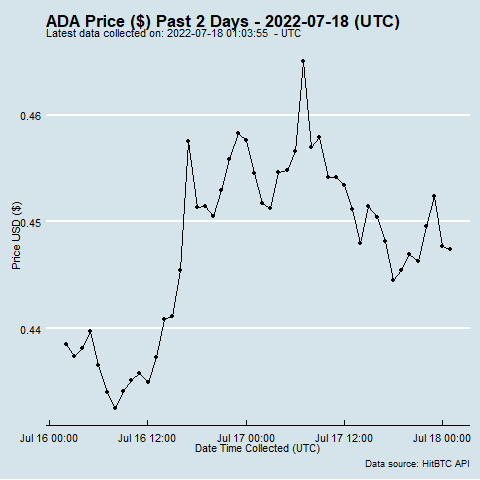 ADA Price ($) Past 2 Days - 2022-07-18 (UTC)
Latest data collected on: 2022-07-18 01:03:55 - UTC
0.46
0.45
0.44
Price USD ($)
Jul 16 00:00 Jul 16 12:00 Jul 17 00:00 Jul 17 12:00 Jul 18 00:00
Date Time Collected (UTC)
Data source: HitBTC API